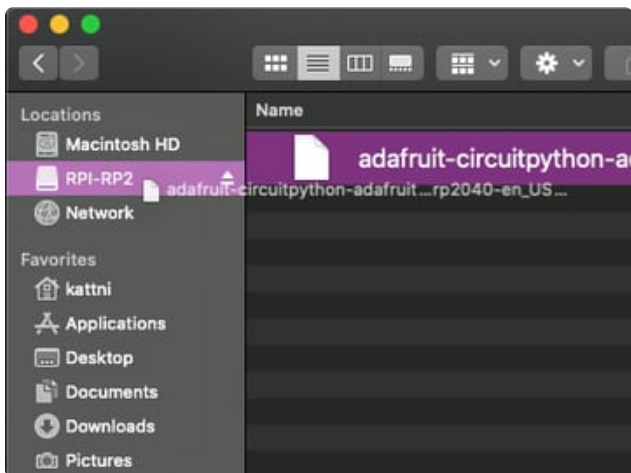 Locations
Name
Macintosh HD
adafruit-circuitpython-a
RPI-RP2
adafruit-circuitpython-adafruit...rp2040-en_US...
Network
Favorites
kattni
Applications
Desktop
Documents
Downloads
Pictures